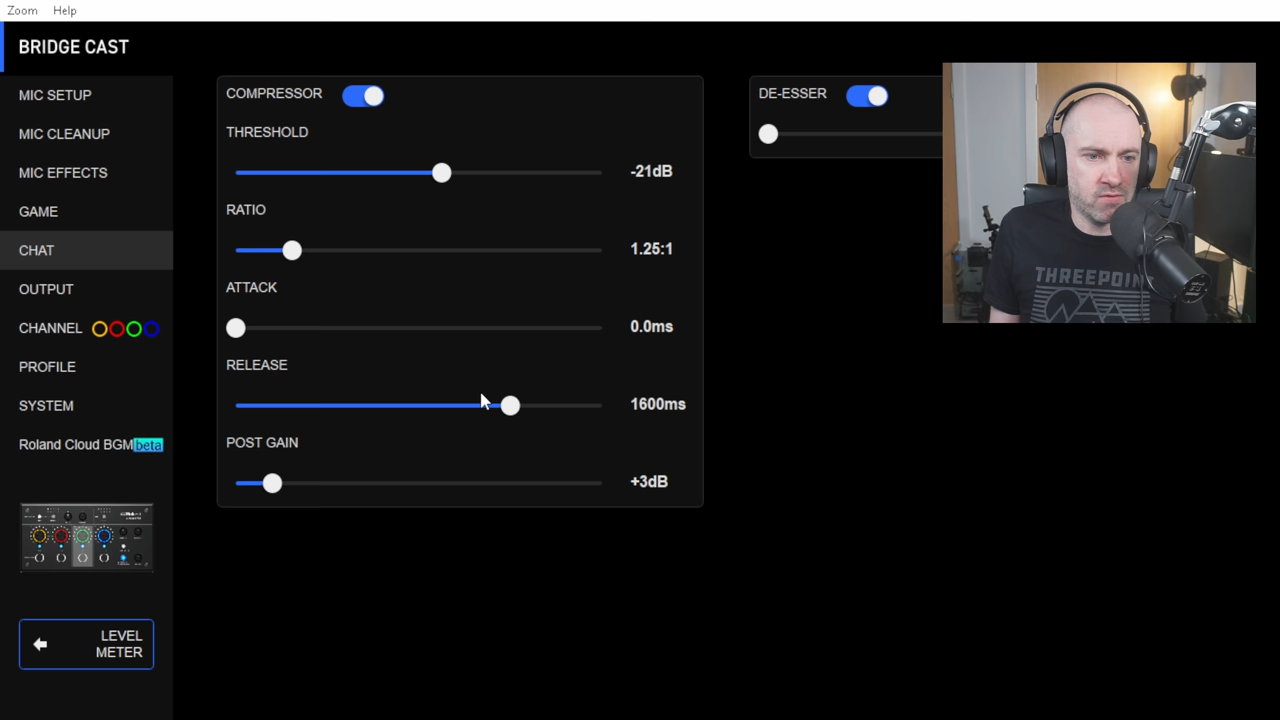 Zoom Help
BRIDGE CAST
MIC SETUP
MIC CLEANUP
MIC EFFECTS
GAME
CHAT
OUTPUT
CHANNEL
PROFILE
SYSTEM
Roland Cloud BGM beta
LEVEL
METER
COMPRESSOR
THRESHOLD
-21dB
RATIO
1.25:1
ATTACK
0.0ms
RELEASE
1600ms
POST GAIN
+3dB
DE-ESSER
THREEPOINT